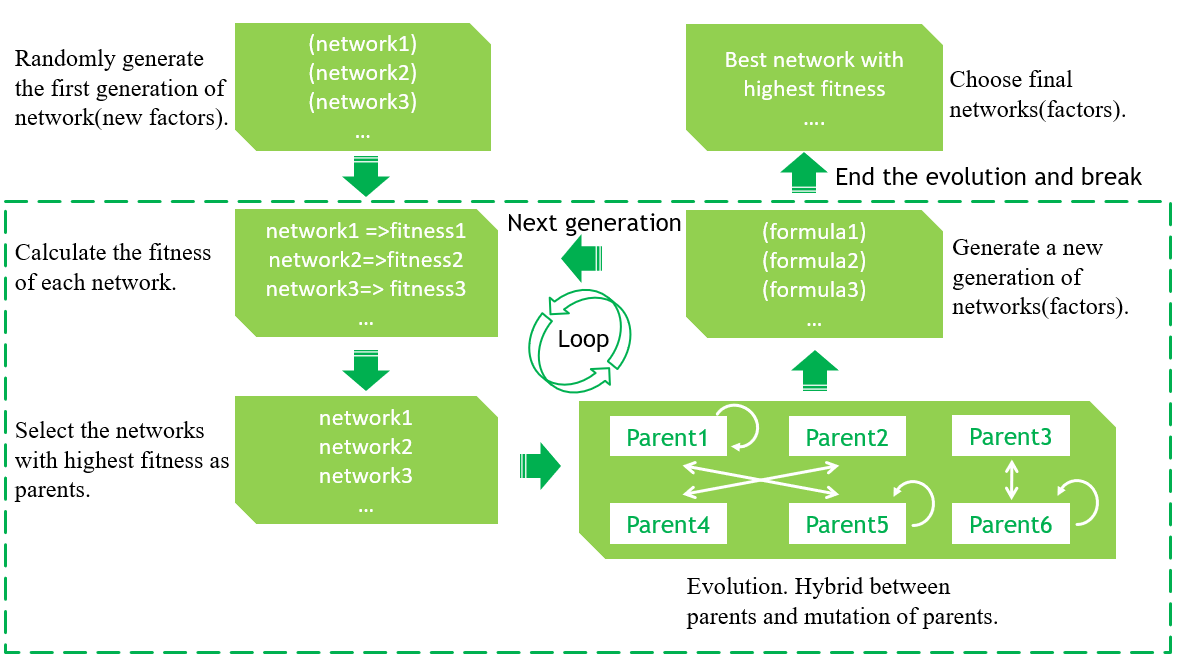 Randomly generate
the first generation of
network(new factors).
(network1)
(network2)
(network3)
...
Best network with
highest fitness
....
Choose final
networks(factors).
End the evolution and break
Calculate the fitness
of each network.
network1 =>fitness1
network2=>fitness2
network3=> fitness3
...
Next generation
Loop
(formula1)
(formula2)
(formula3)
...
Generate a new
generation of
networks(factors).
Select the networks
with highest fitness as
parents.
network1
network2
network3
...
Parent1
Parent2
Parent3
Parent4
Parent5
Parent6
Evolution. Hybrid between
parents and mutation of parents.